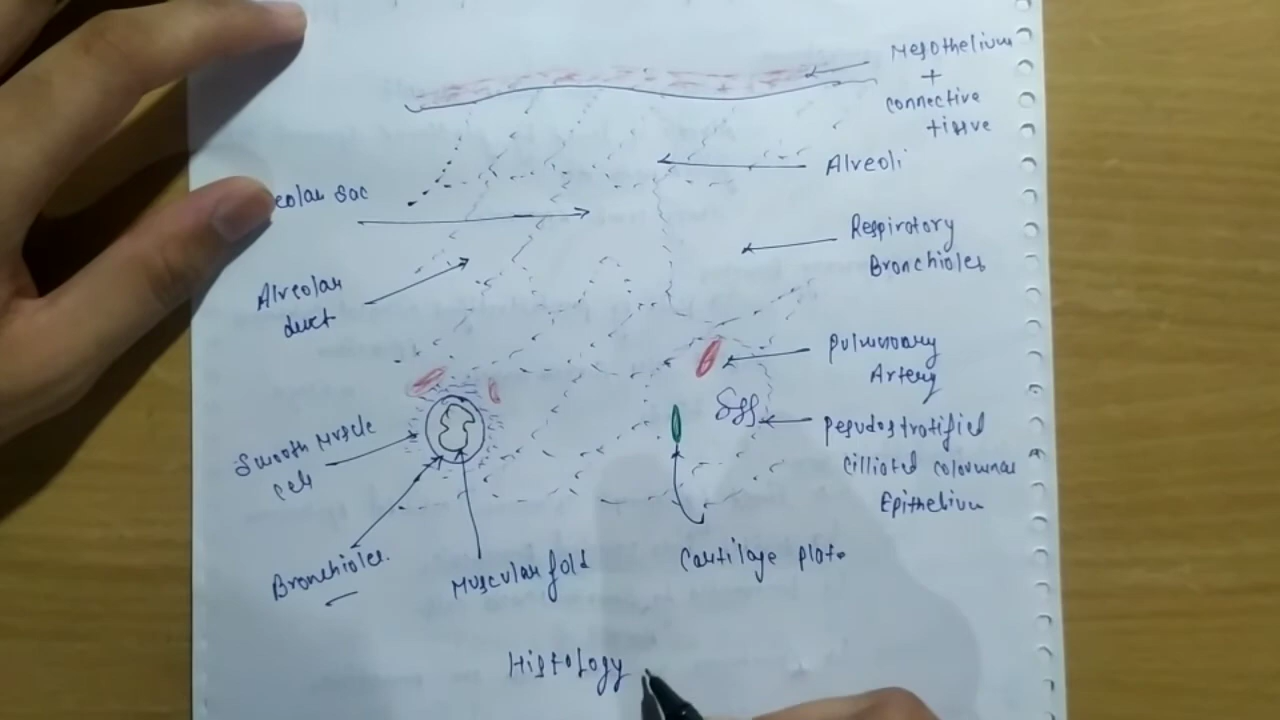 Mesothelium
+
connective
tissue
Alveoli
eolar Sac
Respiratory
Bronchioles
Alveolar
duct
Pulmonary
Artery
Smooth Muscle
Cell
Pesudostratified
cilliated coloumnar
Epithelium
Bronchioles.
Muscular fold
Cartilage plate
Histology